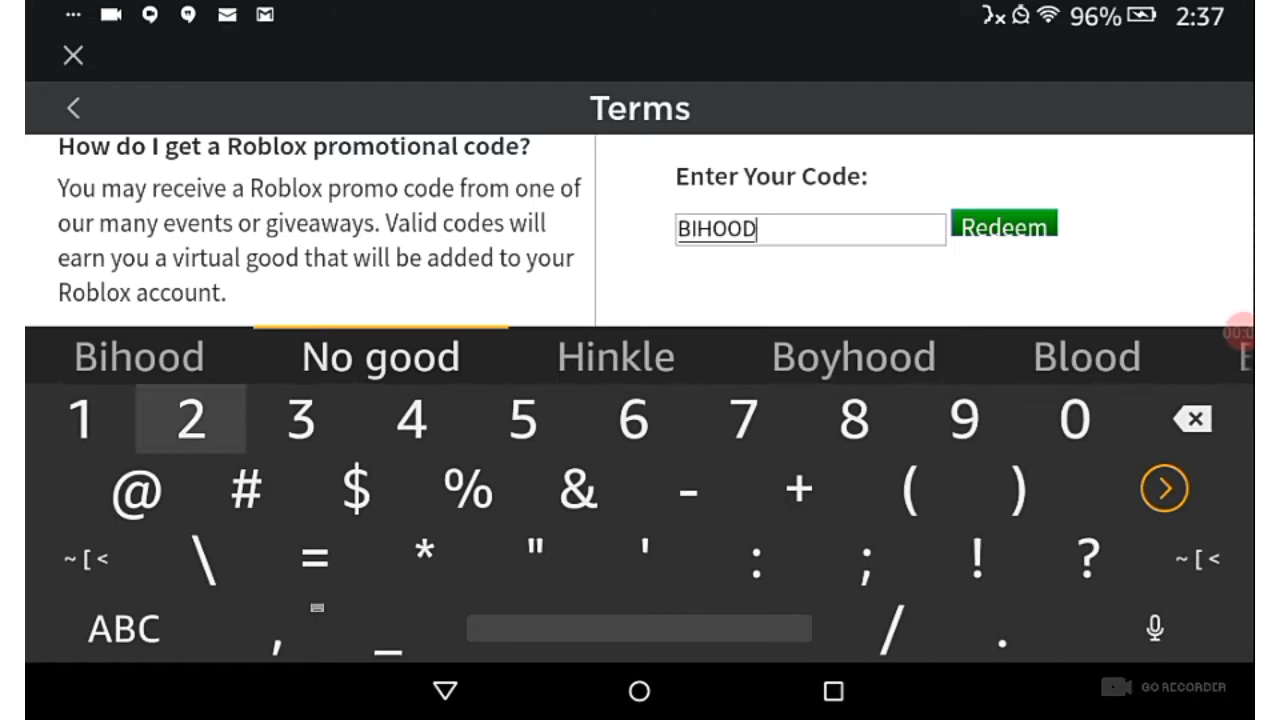 96% 2:37
Terms
How do I get a Roblox promotional code?
You may receive a Roblox promo code from one of
our many events or giveaways. Valid codes will
earn you a virtual good that will be added to your
Roblox account.
Enter Your Code:
BIHOOD Redeem
Bihood No good Hinkle Boyhood Blood
1 2 3 4 5 6 7 8 9 0
@ # $ % & - + ( )
~ [ < \ = * " ' : ; ! ? ~ [ <
ABC , _ / .
GO RECORDER